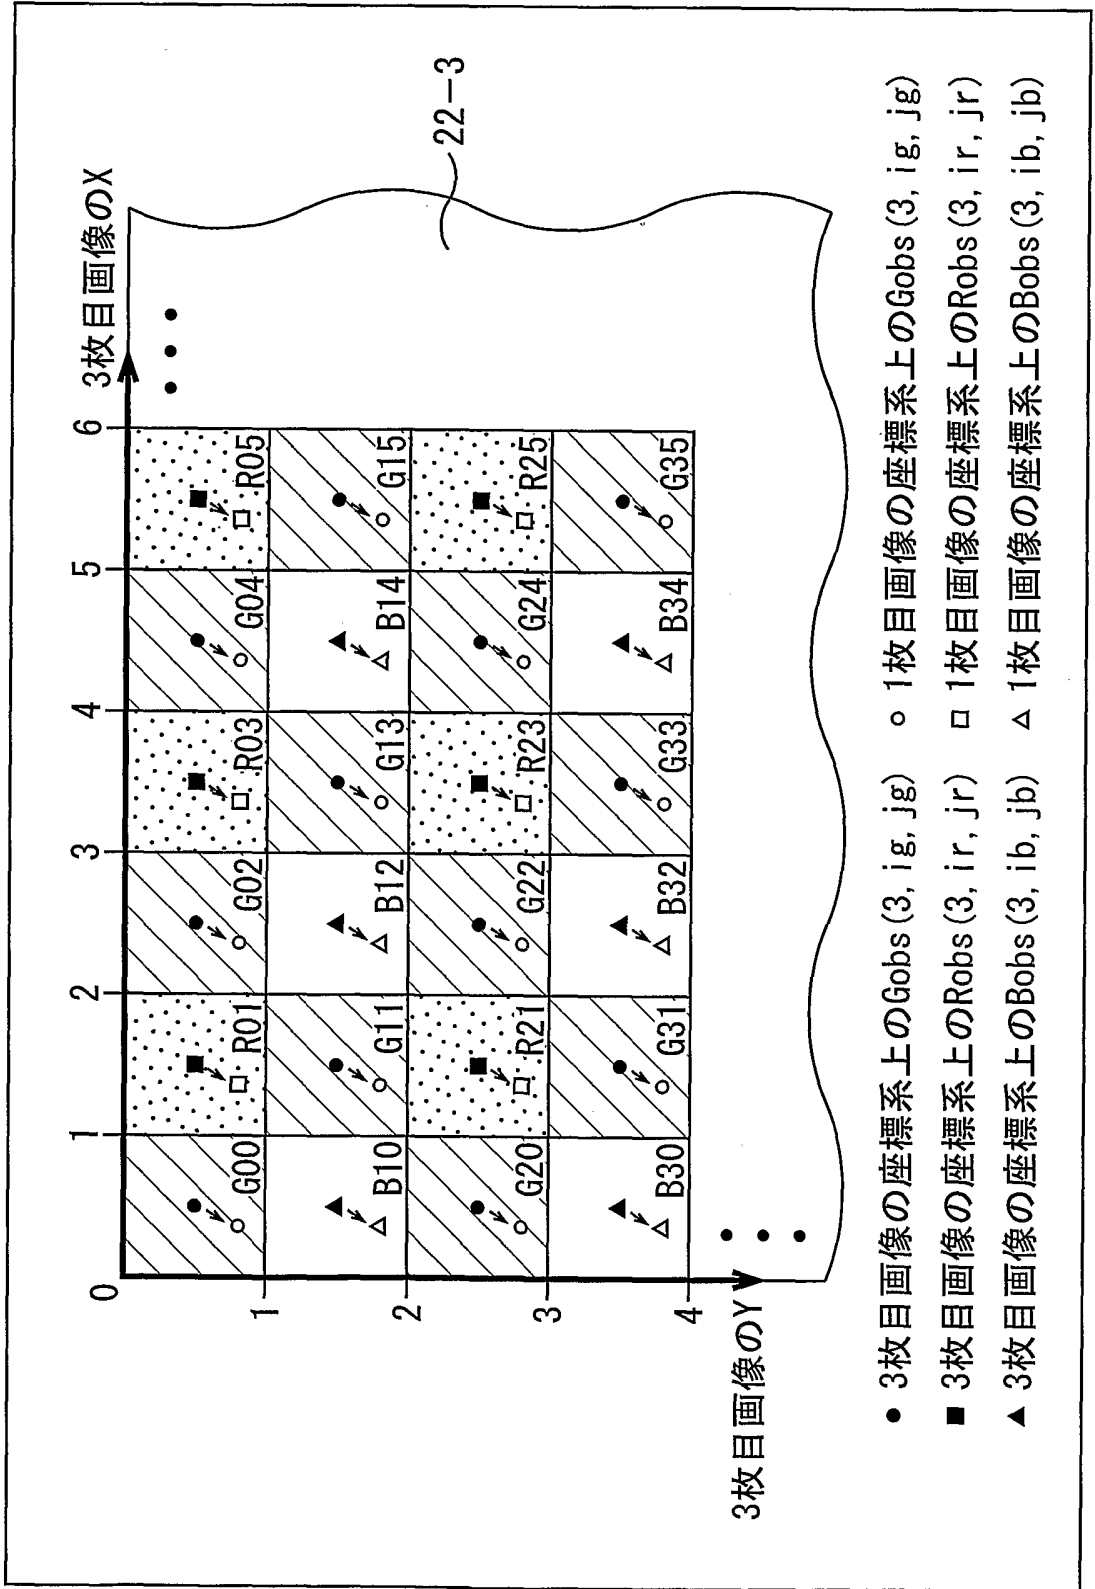 3枚目画像のX
22-3
0 1 2 3 4 5 6
G00 R01 G02 R03 G04 R05
1
B10 G11 B12 G13 B14 G15
2
G20 R21 G22 R23 G24 R25
3
B30 G31 B32 G33 B34 G35
4
3枚目画像のY
● 3枚目画像の座標系上のGobs(3, ig, jg) ○ 1枚目画像の座標系上のGobs(3, ig, jg)
■ 3枚目画像の座標系上のRobs(3, ir, jr) □ 1枚目画像の座標系上のRobs(3, ir, jr)
▲ 3枚目画像の座標系上のBobs(3, ib, jb) △ 1枚目画像の座標系上のBobs(3, ib, jb)